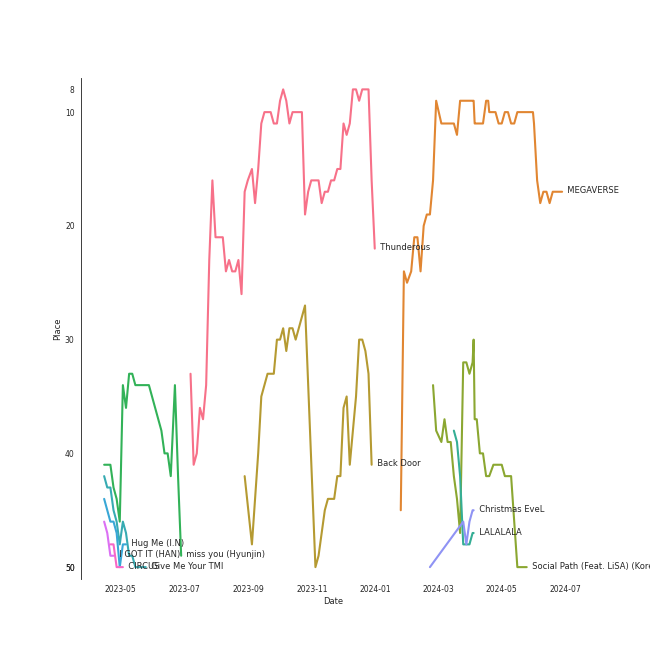 8
10
20
30
40
50
Place
Thunderous
MEGAVERSE
Back Door
Christmas EveL
LALALALA
Hug Me (I.N)
I GOT IT (HAN)
I miss you (Hyunjin)
CIRCUS
Give Me Your TMI
Social Path (Feat. LiSA) (Kore
2023-05
2023-07
2023-09
2023-11
2024-01
2024-03
2024-05
2024-07
Date